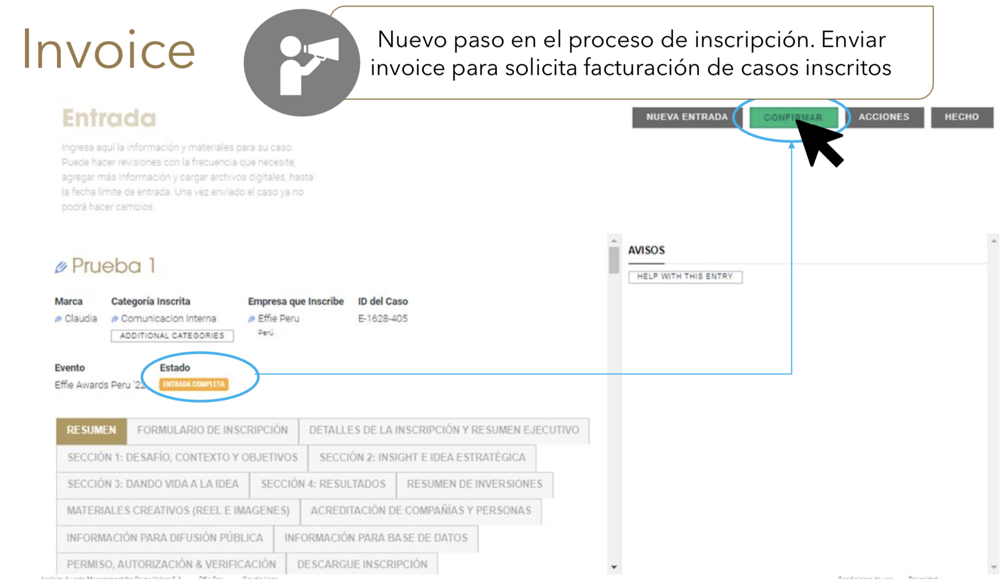 Invoice
Nuevo paso en el proceso de inscripción. Enviar
invoice para solicita facturación de casos inscritos
Entrada
NUEVA ENTRADA
CONFIRMAR
ACCIONES
HECHO
Ingresa aquí la información y materiales para su caso.
Puede hacer revisiones con la frecuencia que necesite,
agregar más información y cargar archivos digitales, hasta
la fecha límite de entrada. Una vez enviado el caso ya no
podrá hacer cambios.
Prueba 1
Marca
Categoría Inscrita
Empresa que Inscribe
ID del Caso
Claudia
Comunicacion Interna
Effie Peru
E-1628-405
ADDITIONAL CATEGORIES
Perú
Evento
Estado
Effie Awards Peru '22
ENTRADA COMPLETA
AVISOS
HELP WITH THIS ENTRY
RESUMEN
FORMULARIO DE INSCRIPCIÓN
DETALLES DE LA INSCRIPCIÓN Y RESUMEN EJECUTIVO
SECCIÓN 1: DESAFÍO, CONTEXTO Y OBJETIVOS
SECCIÓN 2: INSIGHT E IDEA ESTRATÉGICA
SECCIÓN 3: DANDO VIDA A LA IDEA
SECCIÓN 4: RESULTADOS
RESUMEN DE INVERSIONES
MATERIALES CREATIVOS (REEL E IMAGENES)
ACREDITACIÓN DE COMPAÑÍAS Y PERSONAS
INFORMACIÓN PARA DIFUSIÓN PÚBLICA
INFORMACIÓN PARA BASE DE DATOS
PERMISO, AUTORIZACIÓN & VERIFICACIÓN
DESCARGUE INSCRIPCIÓN